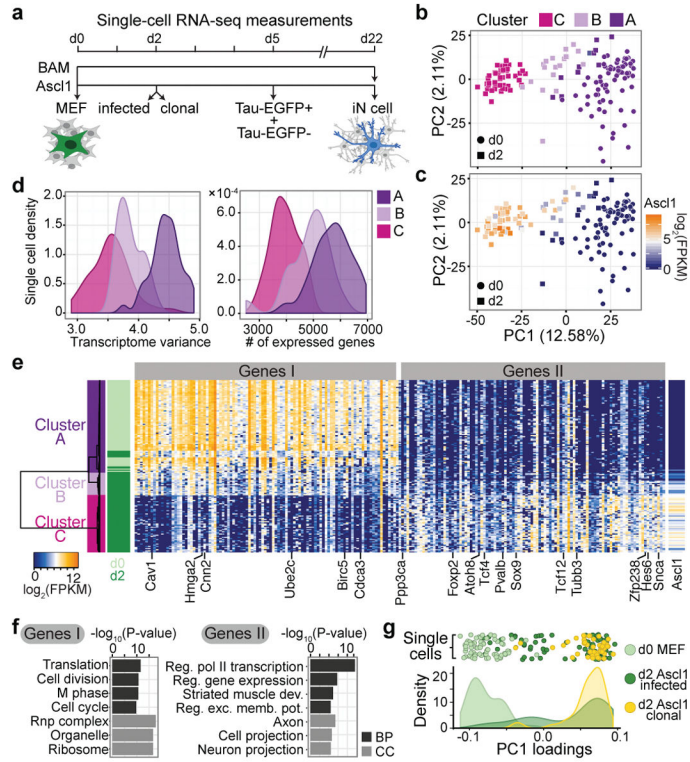 a
Single-cell RNA-seq measurements
d0 d2 d5 d22
BAM
Ascl1
MEF infected clonal Tau-EGFP+ iN cell
+
Tau-EGFP-
b
Cluster C B A
PC2 (2.11%)
25
0
-25
d0
d2
c
PC2 (2.11%)
25
0
-25
d0
d2
-50 -25 0 25
PC1 (12.58%)
Ascl1
log2(FPKM)
10
5
0
d
Single cell density
2.0
1.5
1.0
0.5
0.0
3.0 4.0 5.0
Transcriptome variance
×10-4
6
4
2
0
3000 5000 7000
# of expressed genes
A
B
C
e
Genes I Genes II
Cluster
A
Cluster
B
Cluster
C
0 12
log2(FPKM)
d0
d2
Cav1 Hmga2 Cnn2 Ube2c Birc5 Cdca3 Ppp3ca Foxp2 Atoh8 Tcf4 Pvalb Sox9 Tcf12 Tubb3 Zfp238 Hes6 Snca Ascl1
f
Genes I -log10(P-value)
0 10
Translation
Cell division
M phase
Cell cycle
Rnp complex
Organelle
Ribosome
Genes II -log10(P-value)
0 5 10
Reg. pol II transcription
Reg. gene expression
Striated muscle dev.
Reg. exc. memb. pot.
Axon
Cell projection
Neuron projection
BP
CC
g
Single
cells
Density
20
10
0
-0.1 0.0 0.1
PC1 loadings
d0 MEF
d2 Ascl1
infected
d2 Ascl1
clonal